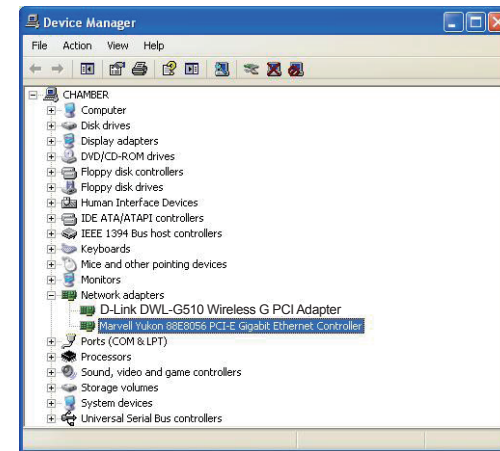 Device Manager
File Action View Help
CHAMBER
Computer
Disk drives
Display adapters
DVD/CD-ROM drives
Floppy disk controllers
Floppy disk drives
Human Interface Devices
IDE ATA/ATAPI controllers
IEEE 1394 Bus host controllers
Keyboards
Mice and other pointing devices
Monitors
Network adapters
D-Link DWL-G510 Wireless G PCI Adapter
Marvell Yukon 88E8056 PCI-E Gigabit Ethernet Controller
Ports (COM & LPT)
Processors
Sound, video and game controllers
Storage volumes
System devices
Universal Serial Bus controllers